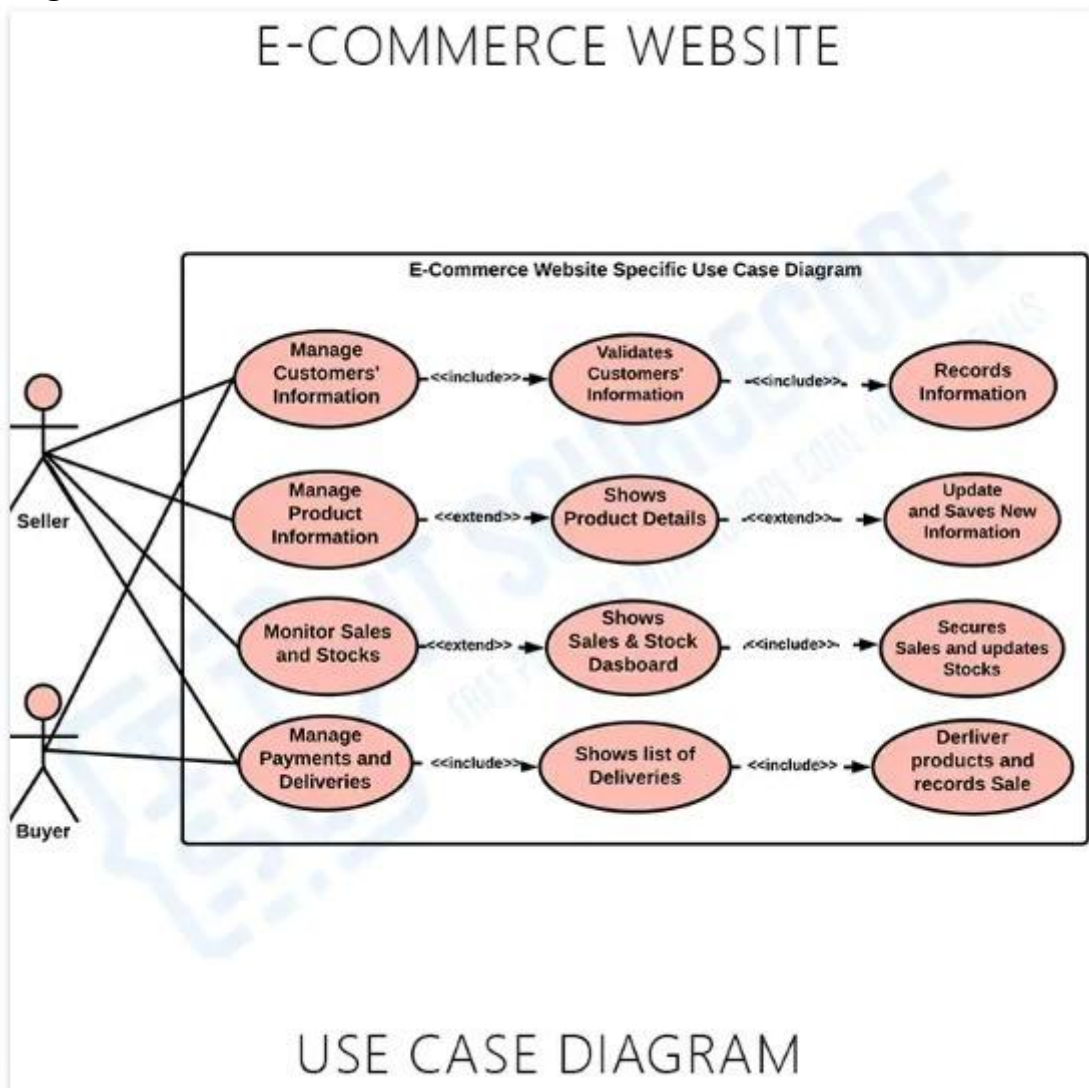 E-COMMERCE WEBSITE
E-Commerce Website Specific Use Case Diagram
Manage
Customers'
Information
<<include>>
Validates
Customers'
Information
<<include>>
Records
Information
Seller
Manage
Product
Information
<<extend>>
Shows
Product Details
<<extend>>
Update
and Saves New
Information
Monitor Sales
and Stocks
<<extend>>
Shows
Sales & Stock
Dasboard
<<include>>
Secures
Sales and updates
Stocks
Buyer
Manage
Payments and
Deliveries
<<include>>
Shows list of
Deliveries
<<include>>
Derliver
products and
records Sale
USE CASE DIAGRAM